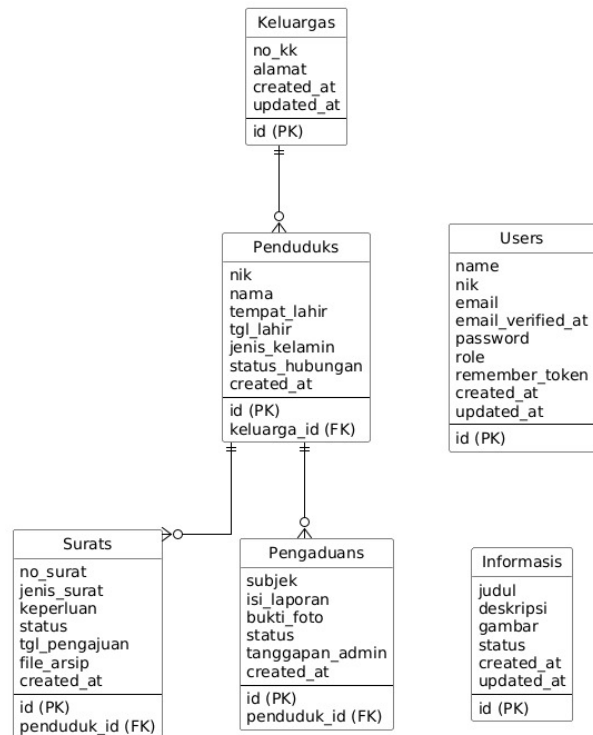 Keluargas
no_kk
alamat
created_at
updated_at
id (PK)
Penduduks
nik
nama
tempat_lahir
tgl_lahir
jenis_kelamin
status_hubungan
created_at
id (PK)
keluarga_id (FK)
Users
name
nik
email
email_verified_at
password
role
remember_token
created_at
updated_at
id (PK)
Surats
no_surat
jenis_surat
keperluan
status
tgl_pengajuan
file_arsip
created_at
id (PK)
penduduk_id (FK)
Pengaduans
subjek
isi_laporan
bukti_foto
status
tanggapan_admin
created_at
id (PK)
penduduk_id (FK)
Informasis
judul
deskripsi
gambar
status
created_at
updated_at
id (PK)